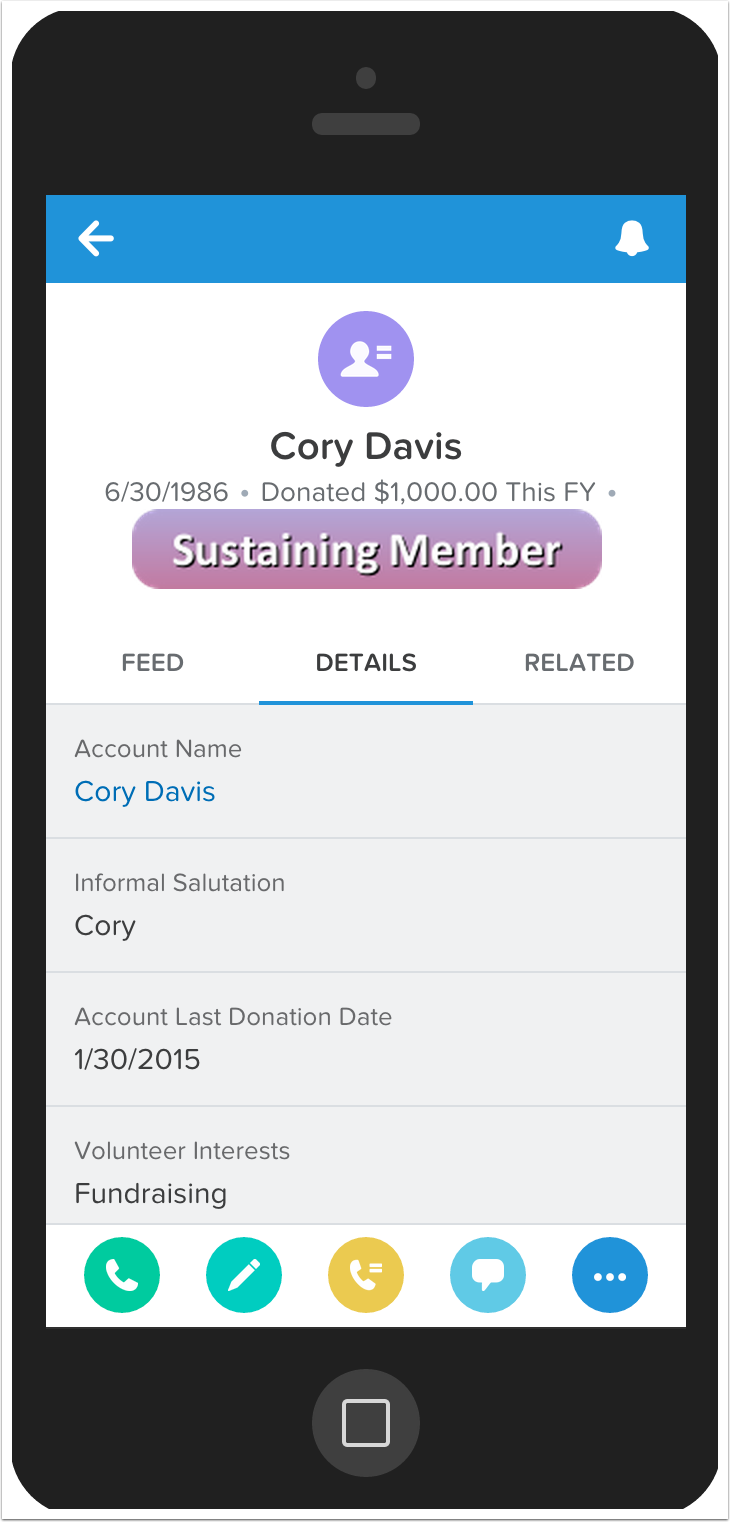 Cory Davis
6/30/1986 • Donated $1,000.00 This FY •
Sustaining Member
FEED DETAILS RELATED
Account Name
Cory Davis
Informal Salutation
Cory
Account Last Donation Date
1/30/2015
Volunteer Interests
Fundraising